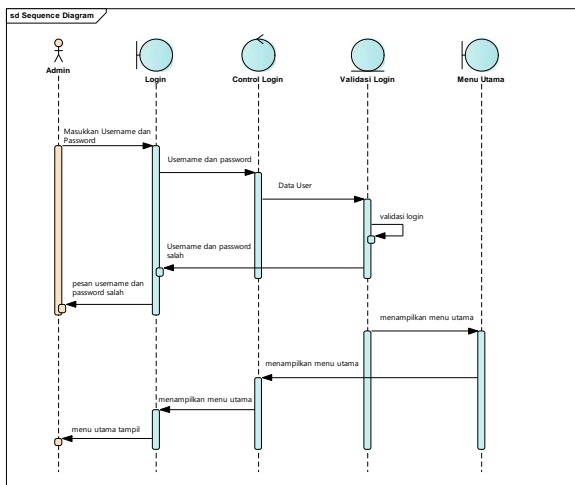 sd Sequence Diagram
Admin
Login
Control Login
Validasi Login
Menu Utama
Masukkan Username dan
Password
Username dan password
Data User
validasi login
Username dan password
salah
pesan username dan
password salah
menampilkan menu utama
menampilkan menu utama
menampilkan menu utama
menu utama tampil